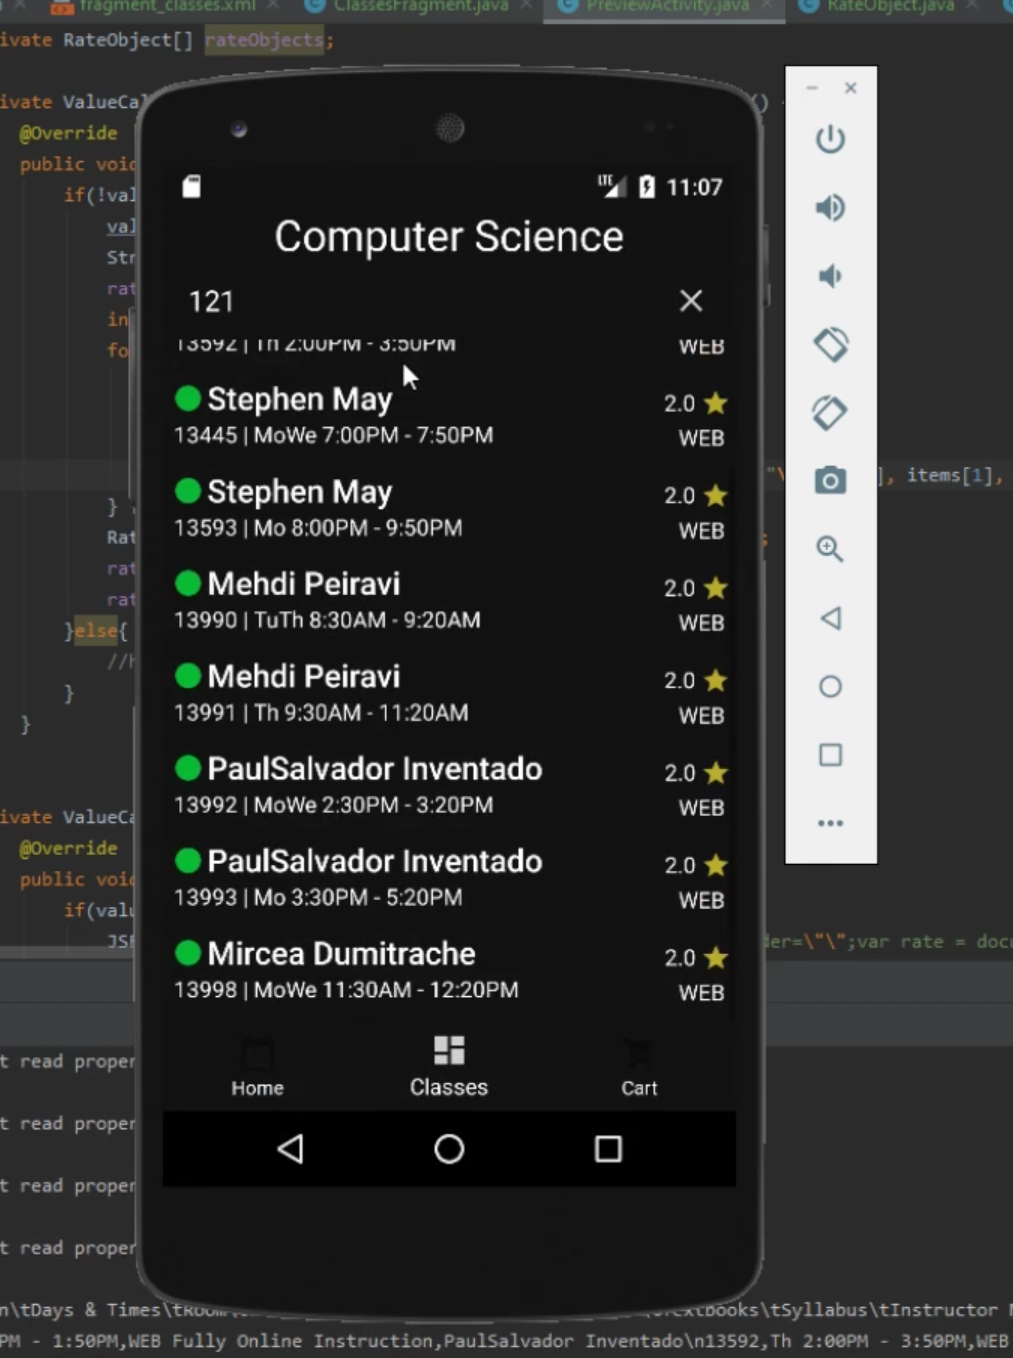 fragment_classes.xml ClassesFragment.java PreviewActivity.java RateObject.java
ivate RateObject[] rateObjects;
ivate ValueCa () -
@Override
public void
if(!val
val
Str
rat
in
fo
"\ ], items[1],
} 
Rat ;
rat
rat
}else{
//h
}
}
ivate ValueCa
@Override
public void
if(valu
JS der=\"\";var rate = docu
t read proper
t read proper
t read proper
t read proper
n\tDays & Times\tRoom \tSyllabus\tInstructor
PM - 1:50PM,WEB Fully Online Instruction,PaulSalvador Inventado\n13592,Th 2:00PM - 3:50PM,WEB
LTE 11:07
Computer Science
121
13592 | Th 2:00PM - 3:50PM WEB
Stephen May 2.0
13445 | MoWe 7:00PM - 7:50PM WEB
Stephen May 2.0
13593 | Mo 8:00PM - 9:50PM WEB
Mehdi Peiravi 2.0
13990 | TuTh 8:30AM - 9:20AM WEB
Mehdi Peiravi 2.0
13991 | Th 9:30AM - 11:20AM WEB
PaulSalvador Inventado 2.0
13992 | MoWe 2:30PM - 3:20PM WEB
PaulSalvador Inventado 2.0
13993 | Mo 3:30PM - 5:20PM WEB
Mircea Dumitrache 2.0
13998 | MoWe 11:30AM - 12:20PM WEB
Home Classes Cart